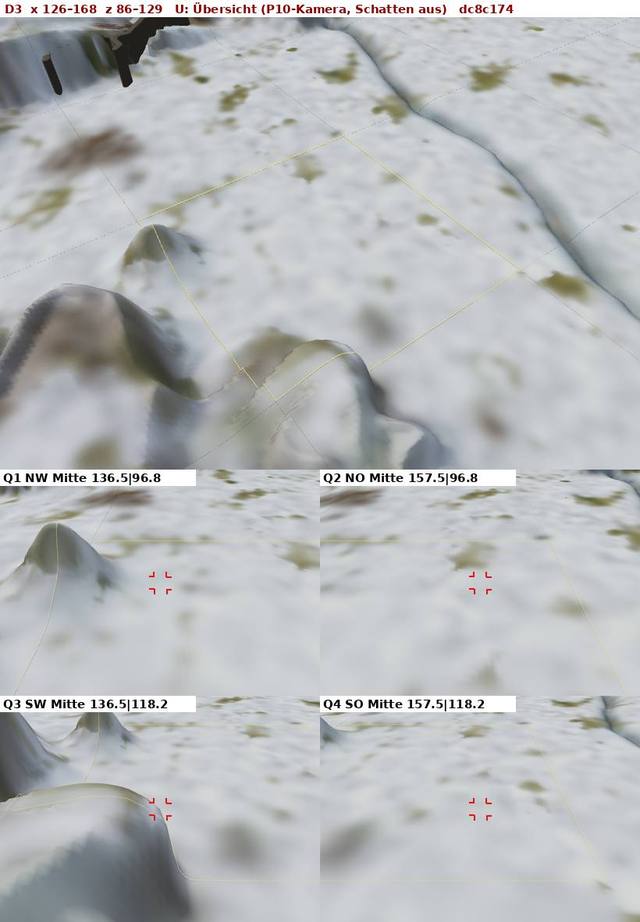 D3 x 126–168 z 86–129 U: Übersicht (P10-Kamera, Schatten aus) dc8c174
Q1 NW Mitte 136.5|96.8
Q2 NO Mitte 157.5|96.8
Q3 SW Mitte 136.5|118.2
Q4 SO Mitte 157.5|118.2